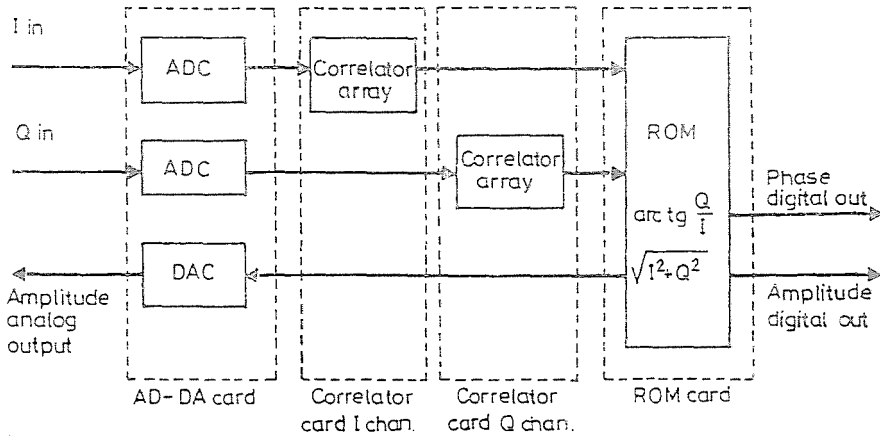 I in
ADC
Correlator
array
Q in
ADC
Correlator
array
ROM
arc tg Q/I
√I²+Q²
Phase
digital out
DAC
Amplitude
analog
output
Amplitude
digital out
AD-DA card
Correlator
card I chan.
Correlator
card Q chan.
ROM card